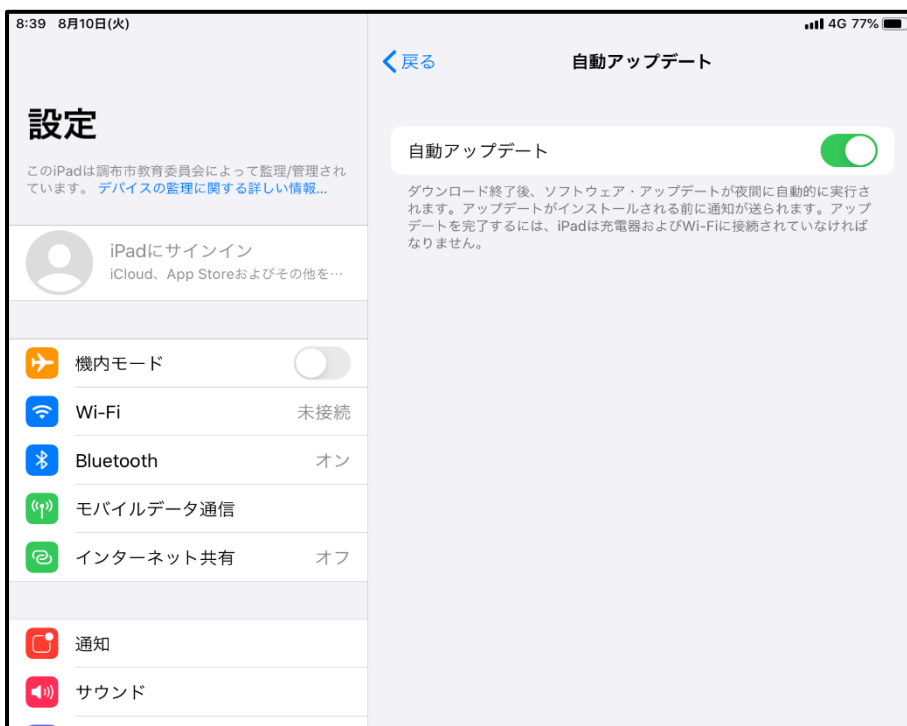 8:39 8月10日(火)
4G 77%
戻る
自動アップデート
設定
このiPadは調布市教育委員会によって監理/管理され
ています。 デバイスの監理に関する詳しい情報...
iPadにサインイン
iCloud、App Storeおよびその他を…
機内モード
Wi-Fi 未接続
Bluetooth オン
モバイルデータ通信
インターネット共有 オフ
通知
サウンド
自動アップデート
ダウンロード終了後、ソフトウェア・アップデートが夜間に自動的に実行さ
れます。アップデートがインストールされる前に通知が送られます。アップ
デートを完了するには、iPadは充電器およびWi-Fiに接続されていなければ
なりません。